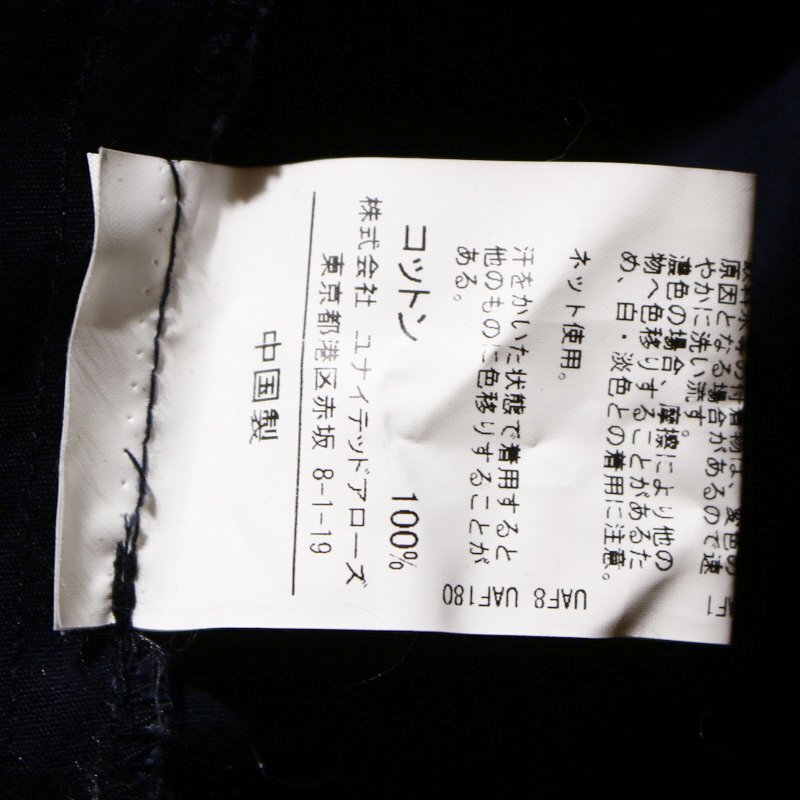 原因となる場合があるので速
やかに洗い流す。
濃色の場合、摩擦により他の
物へ色移りすることがあるた
め、白・淡色との着用に注意。
ネット使用。
汗をかいた状態で着用すると
他のものに色移りすることが
ある。
コットン 100%
株式会社 ユナイテッドアローズ
東京都港区赤坂 8-1-19
中国製
UAF8 UAF180